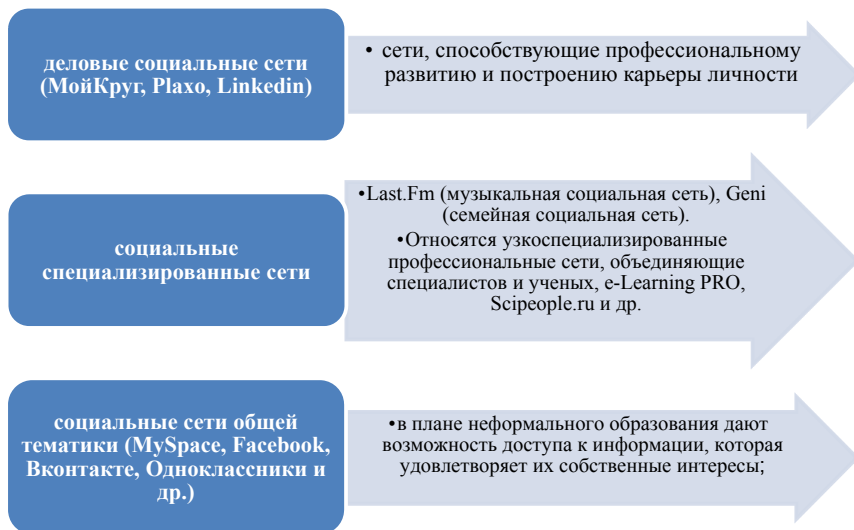 деловые социальные сети
(МойКруг, Plaxo, Linkedin)
• сети, способствующие профессиональному
развитию и построению карьеры личности
социальные
специализированные сети
•Last.Fm (музыкальная социальная сеть), Geni
(семейная социальная сеть).
•Относятся узкоспециализированные
профессиональные сети, объединяющие
специалистов и ученых, e-Learning PRO,
Scipeople.ru и др.
социальные сети общей
тематики (MySpace, Facebook,
Вконтакте, Одноклассники и
др.)
•в плане неформального образования дают
возможность доступа к информации, которая
удовлетворяет их собственные интересы;